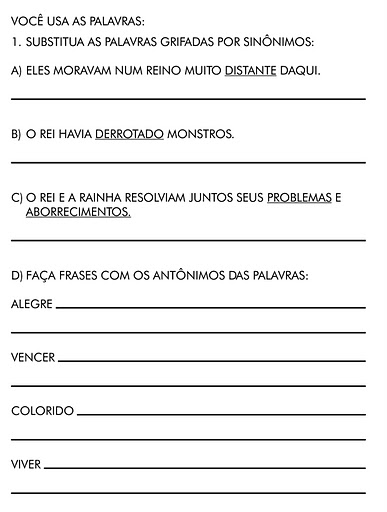 VOCÊ USA AS PALAVRAS:
1. SUBSTITUA AS PALAVRAS GRIFADAS POR SINÔNIMOS:
A) ELES MORAVAM NUM REINO MUITO DISTANTE DAQUI.
B) O REI HAVIA DERROTADO MONSTROS.
C) O REI E A RAINHA RESOLVIAM JUNTOS SEUS PROBLEMAS E
ABORRECIMENTOS.
D) FAÇA FRASES COM OS ANTÔNIMOS DAS PALAVRAS:
ALEGRE
VENCER
COLORIDO
VIVER